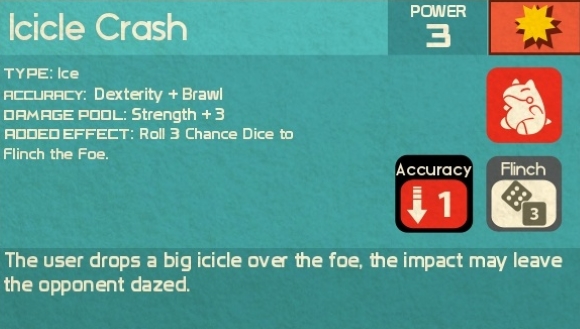 Icicle Crash
POWER
3
TYPE: Ice
ACCURACY: Dexterity + Brawl
DAMAGE POOL: Strength + 3
ADDED EFFECT: Roll 3 Chance Dice to
Flinch the Foe.
Accuracy
1
Flinch
3
The user drops a big icicle over the foe, the impact may leave
the opponent dazed.